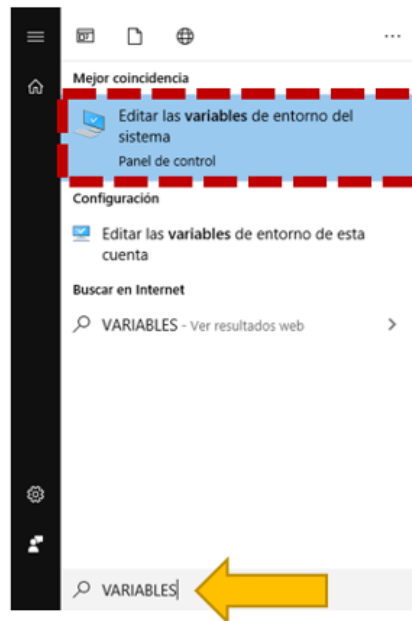 Mejor coincidencia
Editar las variables de entorno del
sistema
Panel de control
Configuración
Editar las variables de entorno de esta
cuenta
Buscar en Internet
VARIABLES - Ver resultados web
VARIABLES